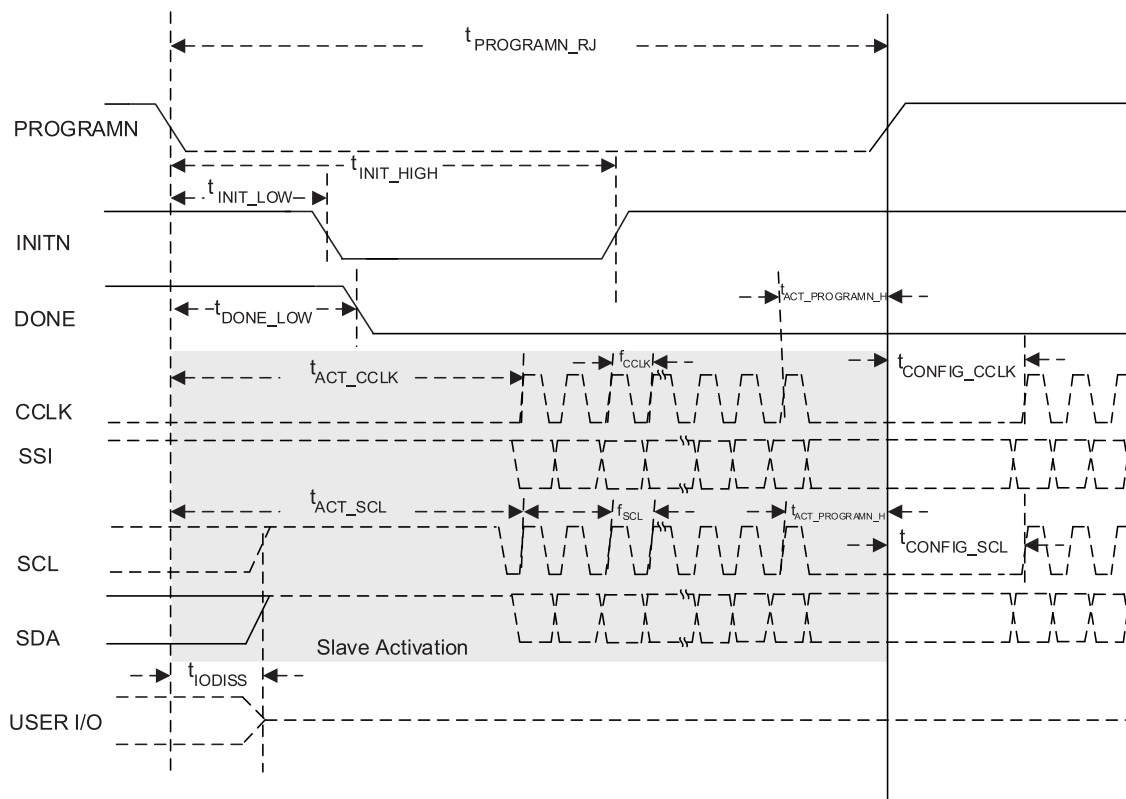 tPROGRAMN_RJ
PROGRAMN
tINIT_HIGH
tINIT_LOW
INITN
tACT_PROGRAMN_H
tDONE_LOW
DONE
fCCLK
tCONFIG_CCLK
tACT_CCLK
CCLK
SSI
tACT_SCL
fSCL
tACT_PROGRAMN_H
tCONFIG_SCL
SCL
SDA
Slave Activation
tIODISS
USER I/O